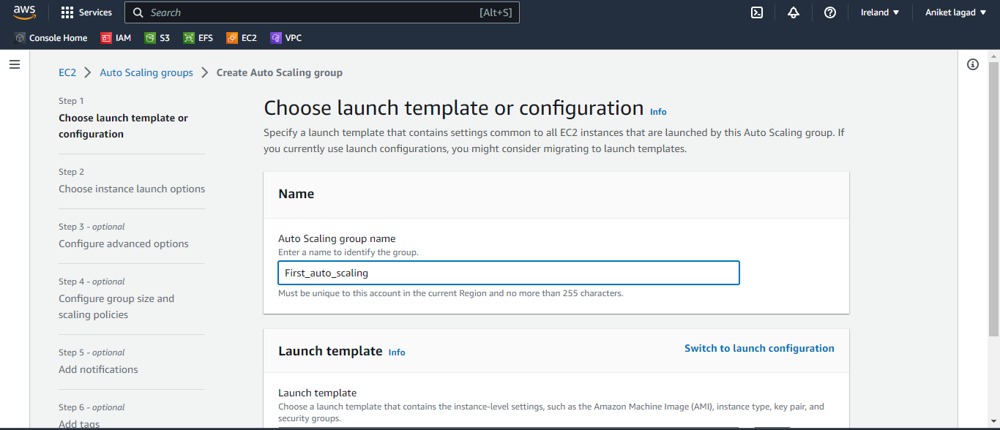 aws
Services
Search
[Alt+S]
Ireland ▼
Aniket lagad ▼
Console Home
IAM
S3
EFS
EC2
VPC
EC2 > Auto Scaling groups > Create Auto Scaling group
Step 1
Choose launch template or
configuration
Step 2
Choose instance launch options
Step 3 - optional
Configure advanced options
Step 4 - optional
Configure group size and
scaling policies
Step 5 - optional
Add notifications
Step 6 - optional
Add tags
Choose launch template or configuration Info
Specify a launch template that contains settings common to all EC2 instances that are launched by this Auto Scaling group. If
you currently use launch configurations, you might consider migrating to launch templates.
Name
Auto Scaling group name
Enter a name to identify the group.
First_auto_scaling
Must be unique to this account in the current Region and no more than 255 characters.
Launch template Info
Switch to launch configuration
Launch template
Choose a launch template that contains the instance-level settings, such as the Amazon Machine Image (AMI), instance type, key pair, and
security groups.